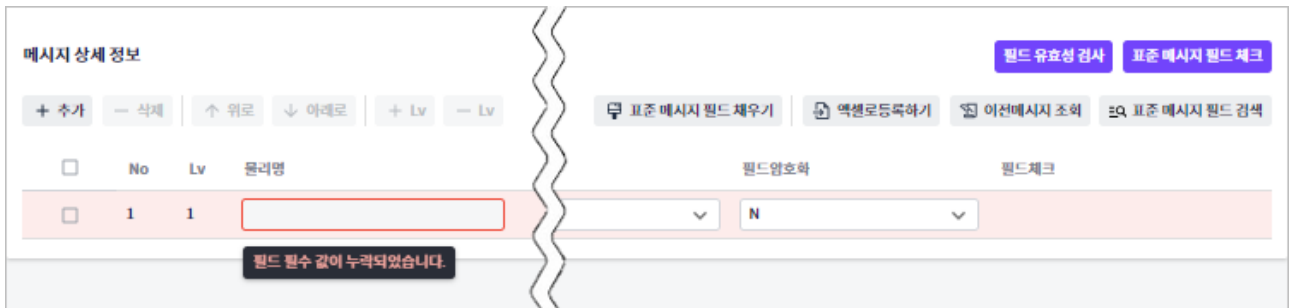 메시지 상세 정보
필드 유효성 검사
표준 메시지 필드 체크
+ 추가
− 삭제
↑ 위로
↓ 아래로
+ Lv
− Lv
표준 메시지 필드 채우기
엑셀로등록하기
이전메시지 조회
표준 메시지 필드 검색
No Lv 물리명 필드암호화 필드체크
1 1 N
필드 필수 값이 누락되었습니다.